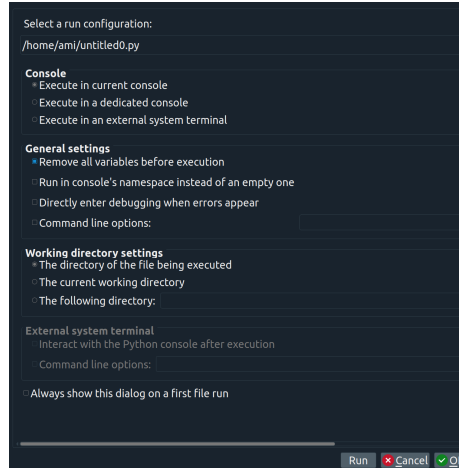 Select a run configuration:
/home/ami/untitled0.py
Console
Execute in current console
Execute in a dedicated console
Execute in an external system terminal
General settings
Remove all variables before execution
Run in console's namespace instead of an empty one
Directly enter debugging when errors appear
Command line options:
Working directory settings
The directory of the file being executed
The current working directory
The following directory:
External system terminal
Interact with the Python console after execution
Command line options:
Always show this dialog on a first file run
Run Cancel